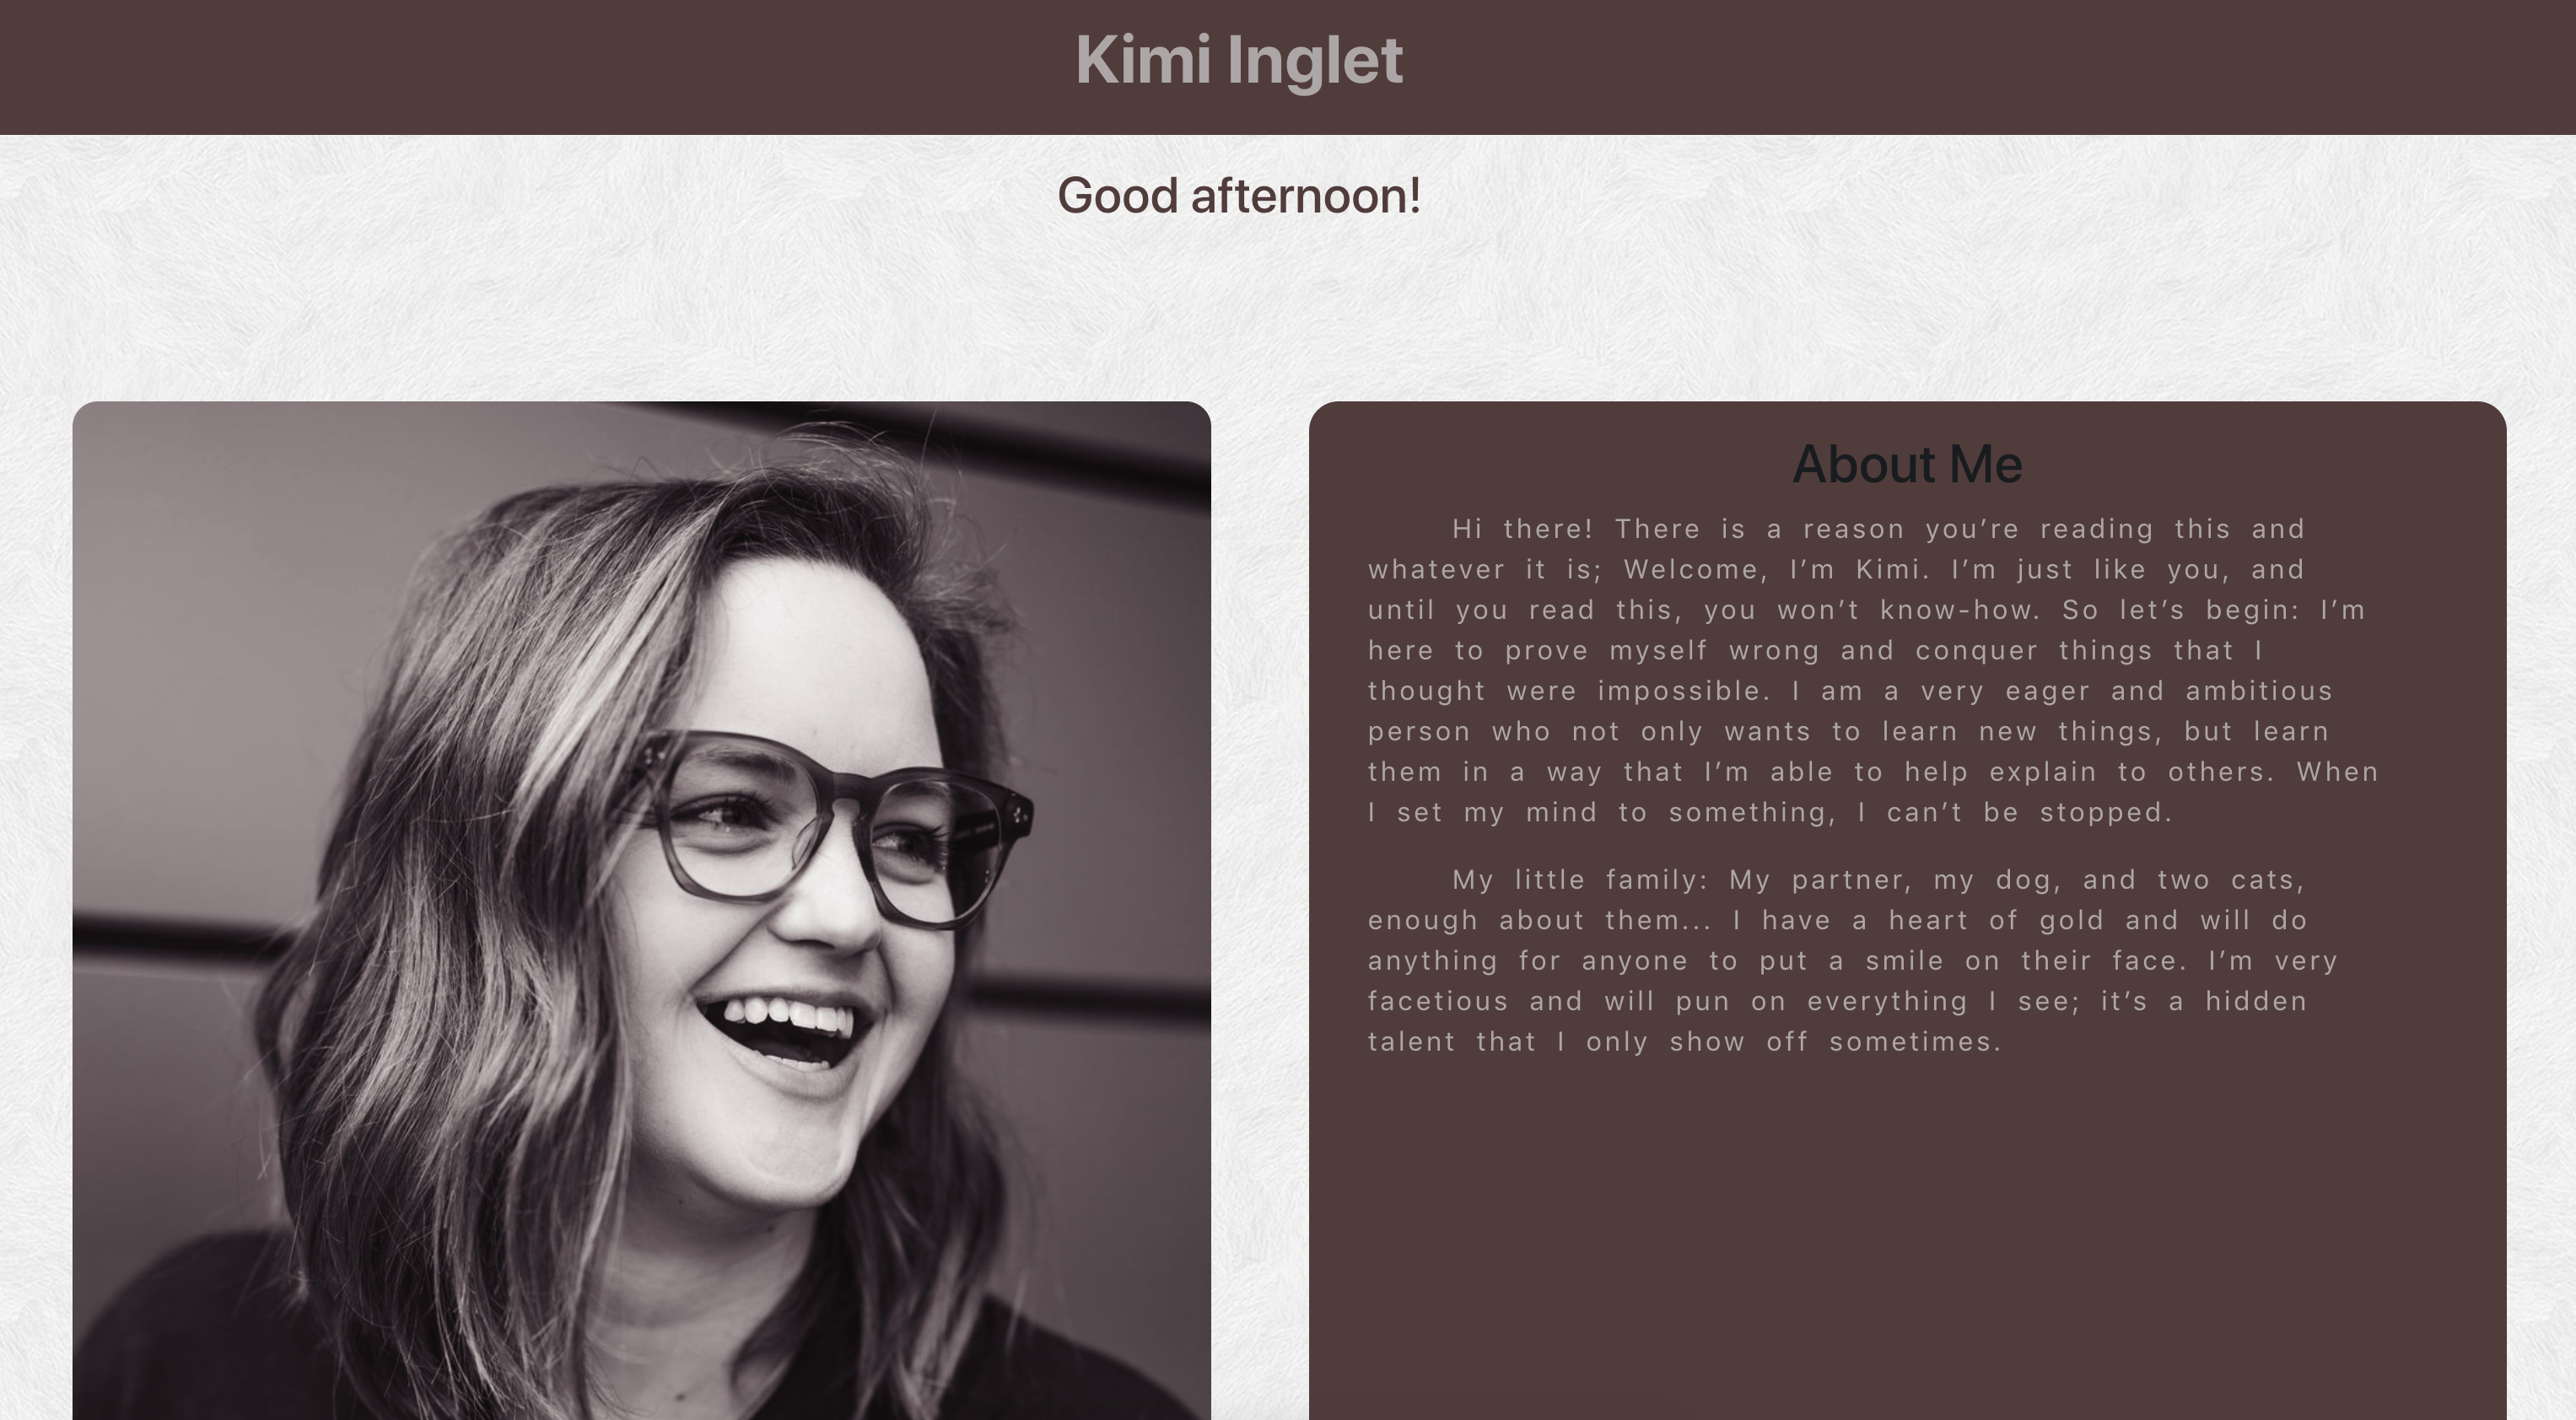 Kimi Inglet
Good afternoon!
About Me
Hi there! There is a reason you’re reading this and
whatever it is; Welcome, I’m Kimi. I’m just like you, and
until you read this, you won’t know-how. So let’s begin: I’m
here to prove myself wrong and conquer things that I
thought were impossible. I am a very eager and ambitious
person who not only wants to learn new things, but learn
them in a way that I’m able to help explain to others. When
I set my mind to something, I can’t be stopped.
My little family: My partner, my dog, and two cats,
enough about them... I have a heart of gold and will do
anything for anyone to put a smile on their face. I’m very
facetious and will pun on everything I see; it’s a hidden
talent that I only show off sometimes.